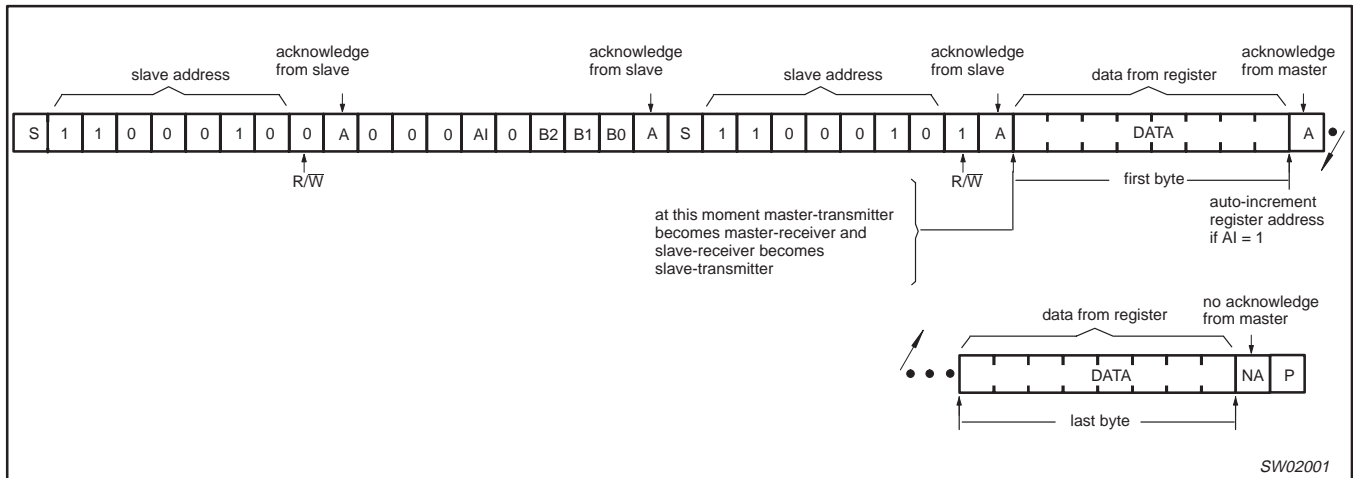 acknowledge
from slave
acknowledge
from slave
acknowledge
from slave
acknowledge
from master
slave address
slave address
data from register
S 1 1 0 0 0 1 0 0 A 0 0 0 AI 0 B2 B1 B0 A S 1 1 0 0 0 1 0 1 A DATA A
R/W̅
R/W̅
first byte
at this moment master-transmitter
becomes master-receiver and
slave-receiver becomes
slave-transmitter
auto-increment
register address
if AI = 1
data from register
no acknowledge
from master
DATA NA P
last byte
SW02001